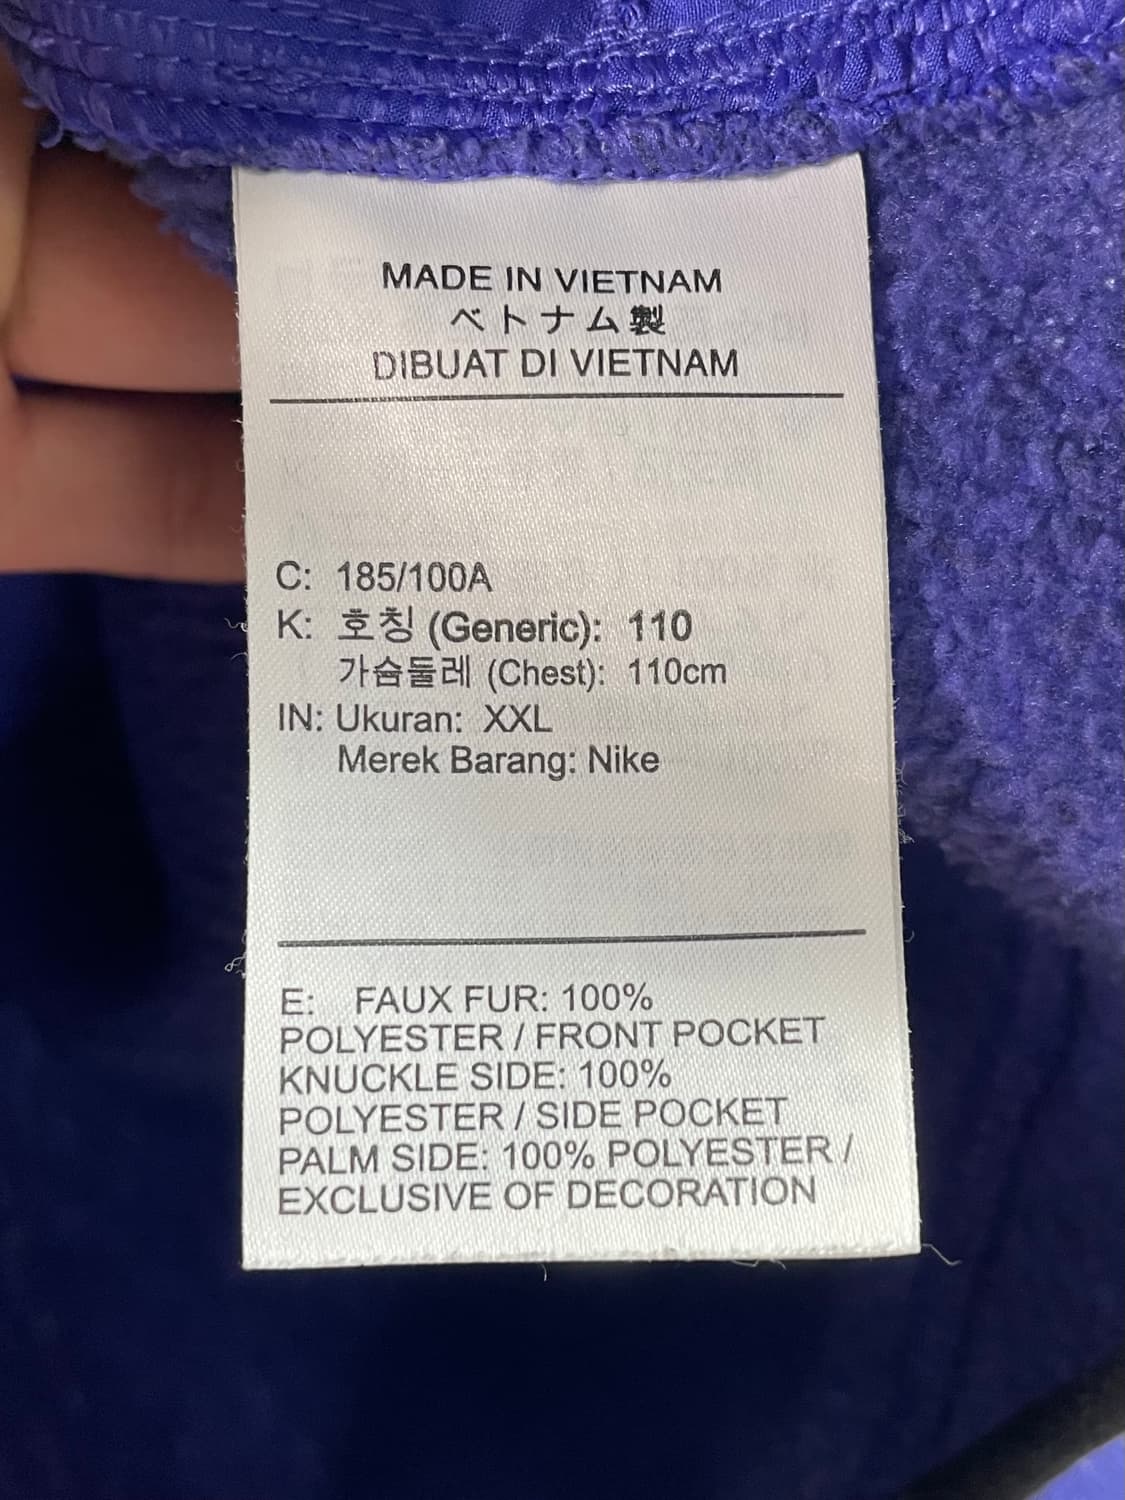 MADE IN VIETNAM
ベトナム製
DIBUAT DI VIETNAM
C: 185/100A
K: 호칭 (Generic): 110
가슴둘레 (Chest): 110cm
IN: Ukuran: XXL
Merek Barang: Nike
E: FAUX FUR: 100%
POLYESTER / FRONT POCKET
KNUCKLE SIDE: 100%
POLYESTER / SIDE POCKET
PALM SIDE: 100% POLYESTER /
EXCLUSIVE OF DECORATION